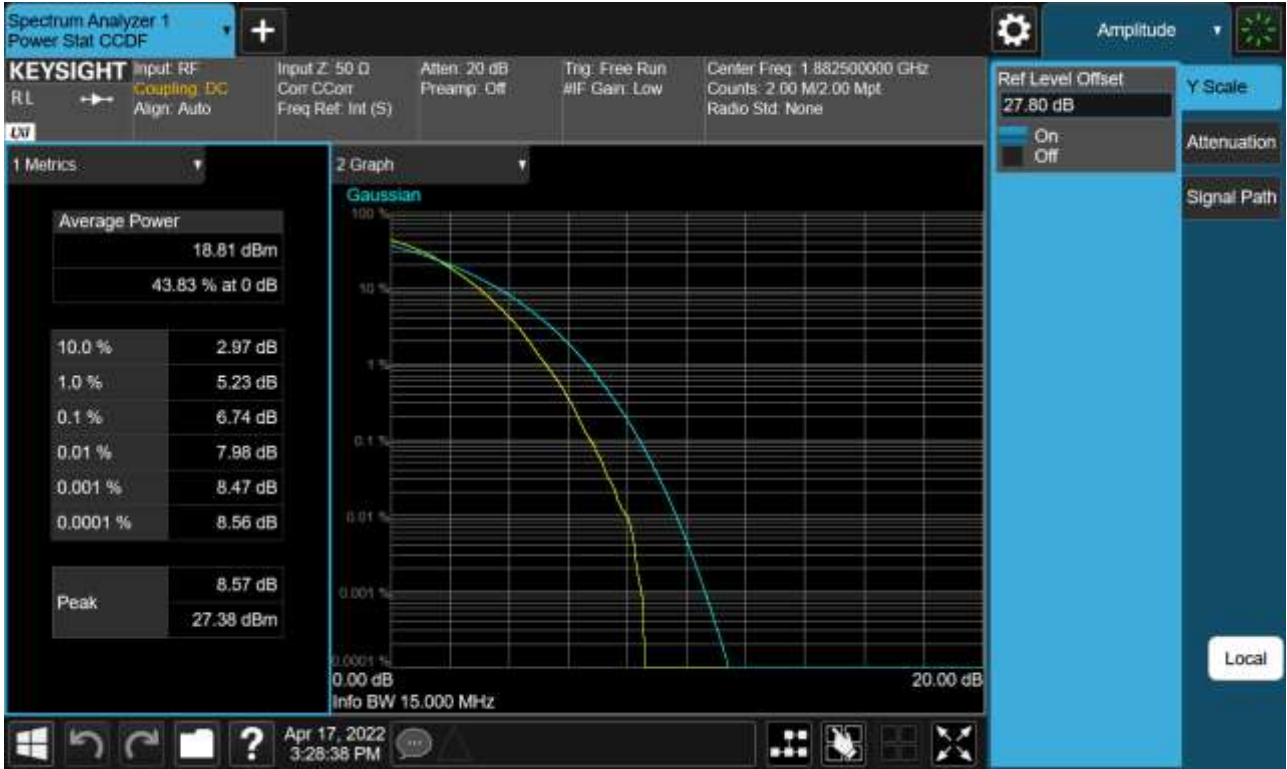 Spectrum Analyzer 1
Power Stat CCDF
Amplitude
KEYSIGHT
RL
LXI
Input: RF
Coupling: DC
Align: Auto
Input Z: 50 Ω
Corr CCorr
Freq Ref: Int (S)
Atten: 20 dB
Preamp: Off
Trig: Free Run
#IF Gain: Low
Center Freq: 1.882500000 GHz
Counts: 2.00 M/2.00 Mpt
Radio Std: None
Ref Level Offset
27.80 dB
On
Off
Y Scale
Attenuation
Signal Path
1 Metrics
Average Power
18.81 dBm
43.83 % at 0 dB
10.0 % 2.97 dB
1.0 % 5.23 dB
0.1 % 6.74 dB
0.01 % 7.98 dB
0.001 % 8.47 dB
0.0001 % 8.56 dB
Peak
8.57 dB
27.38 dBm
2 Graph
Gaussian
100 %
10 %
1 %
0.1 %
0.01 %
0.001 %
0.0001 %
0.00 dB 20.00 dB
Info BW 15.000 MHz
Local
?
Apr 17, 2022
3:28:38 PM